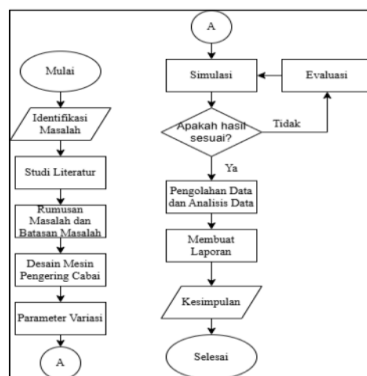 Mulai
Identifikasi
Masalah
Studi Literatur
Rumusan
Masalah dan
Batasan Masalah
Desain Mesin
Pengering Cabai
Parameter Variasi
A
A
Simulasi
Evaluasi
Apakah hasil
sesuai?
Tidak
Ya
Pengolahan Data
dan Analisis Data
Membuat
Laporan
Kesimpulan
Selesai